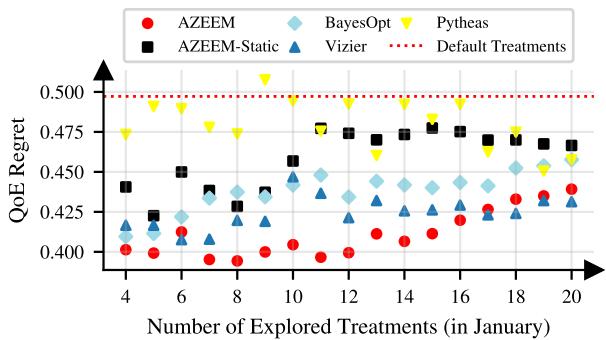 AZEEM BayesOpt Pytheas
AZEEM-Static Vizier Default Treatments
0.500
0.475
0.450
0.425
0.400
QoE Regret
4 6 8 10 12 14 16 18 20
Number of Explored Treatments (in January)